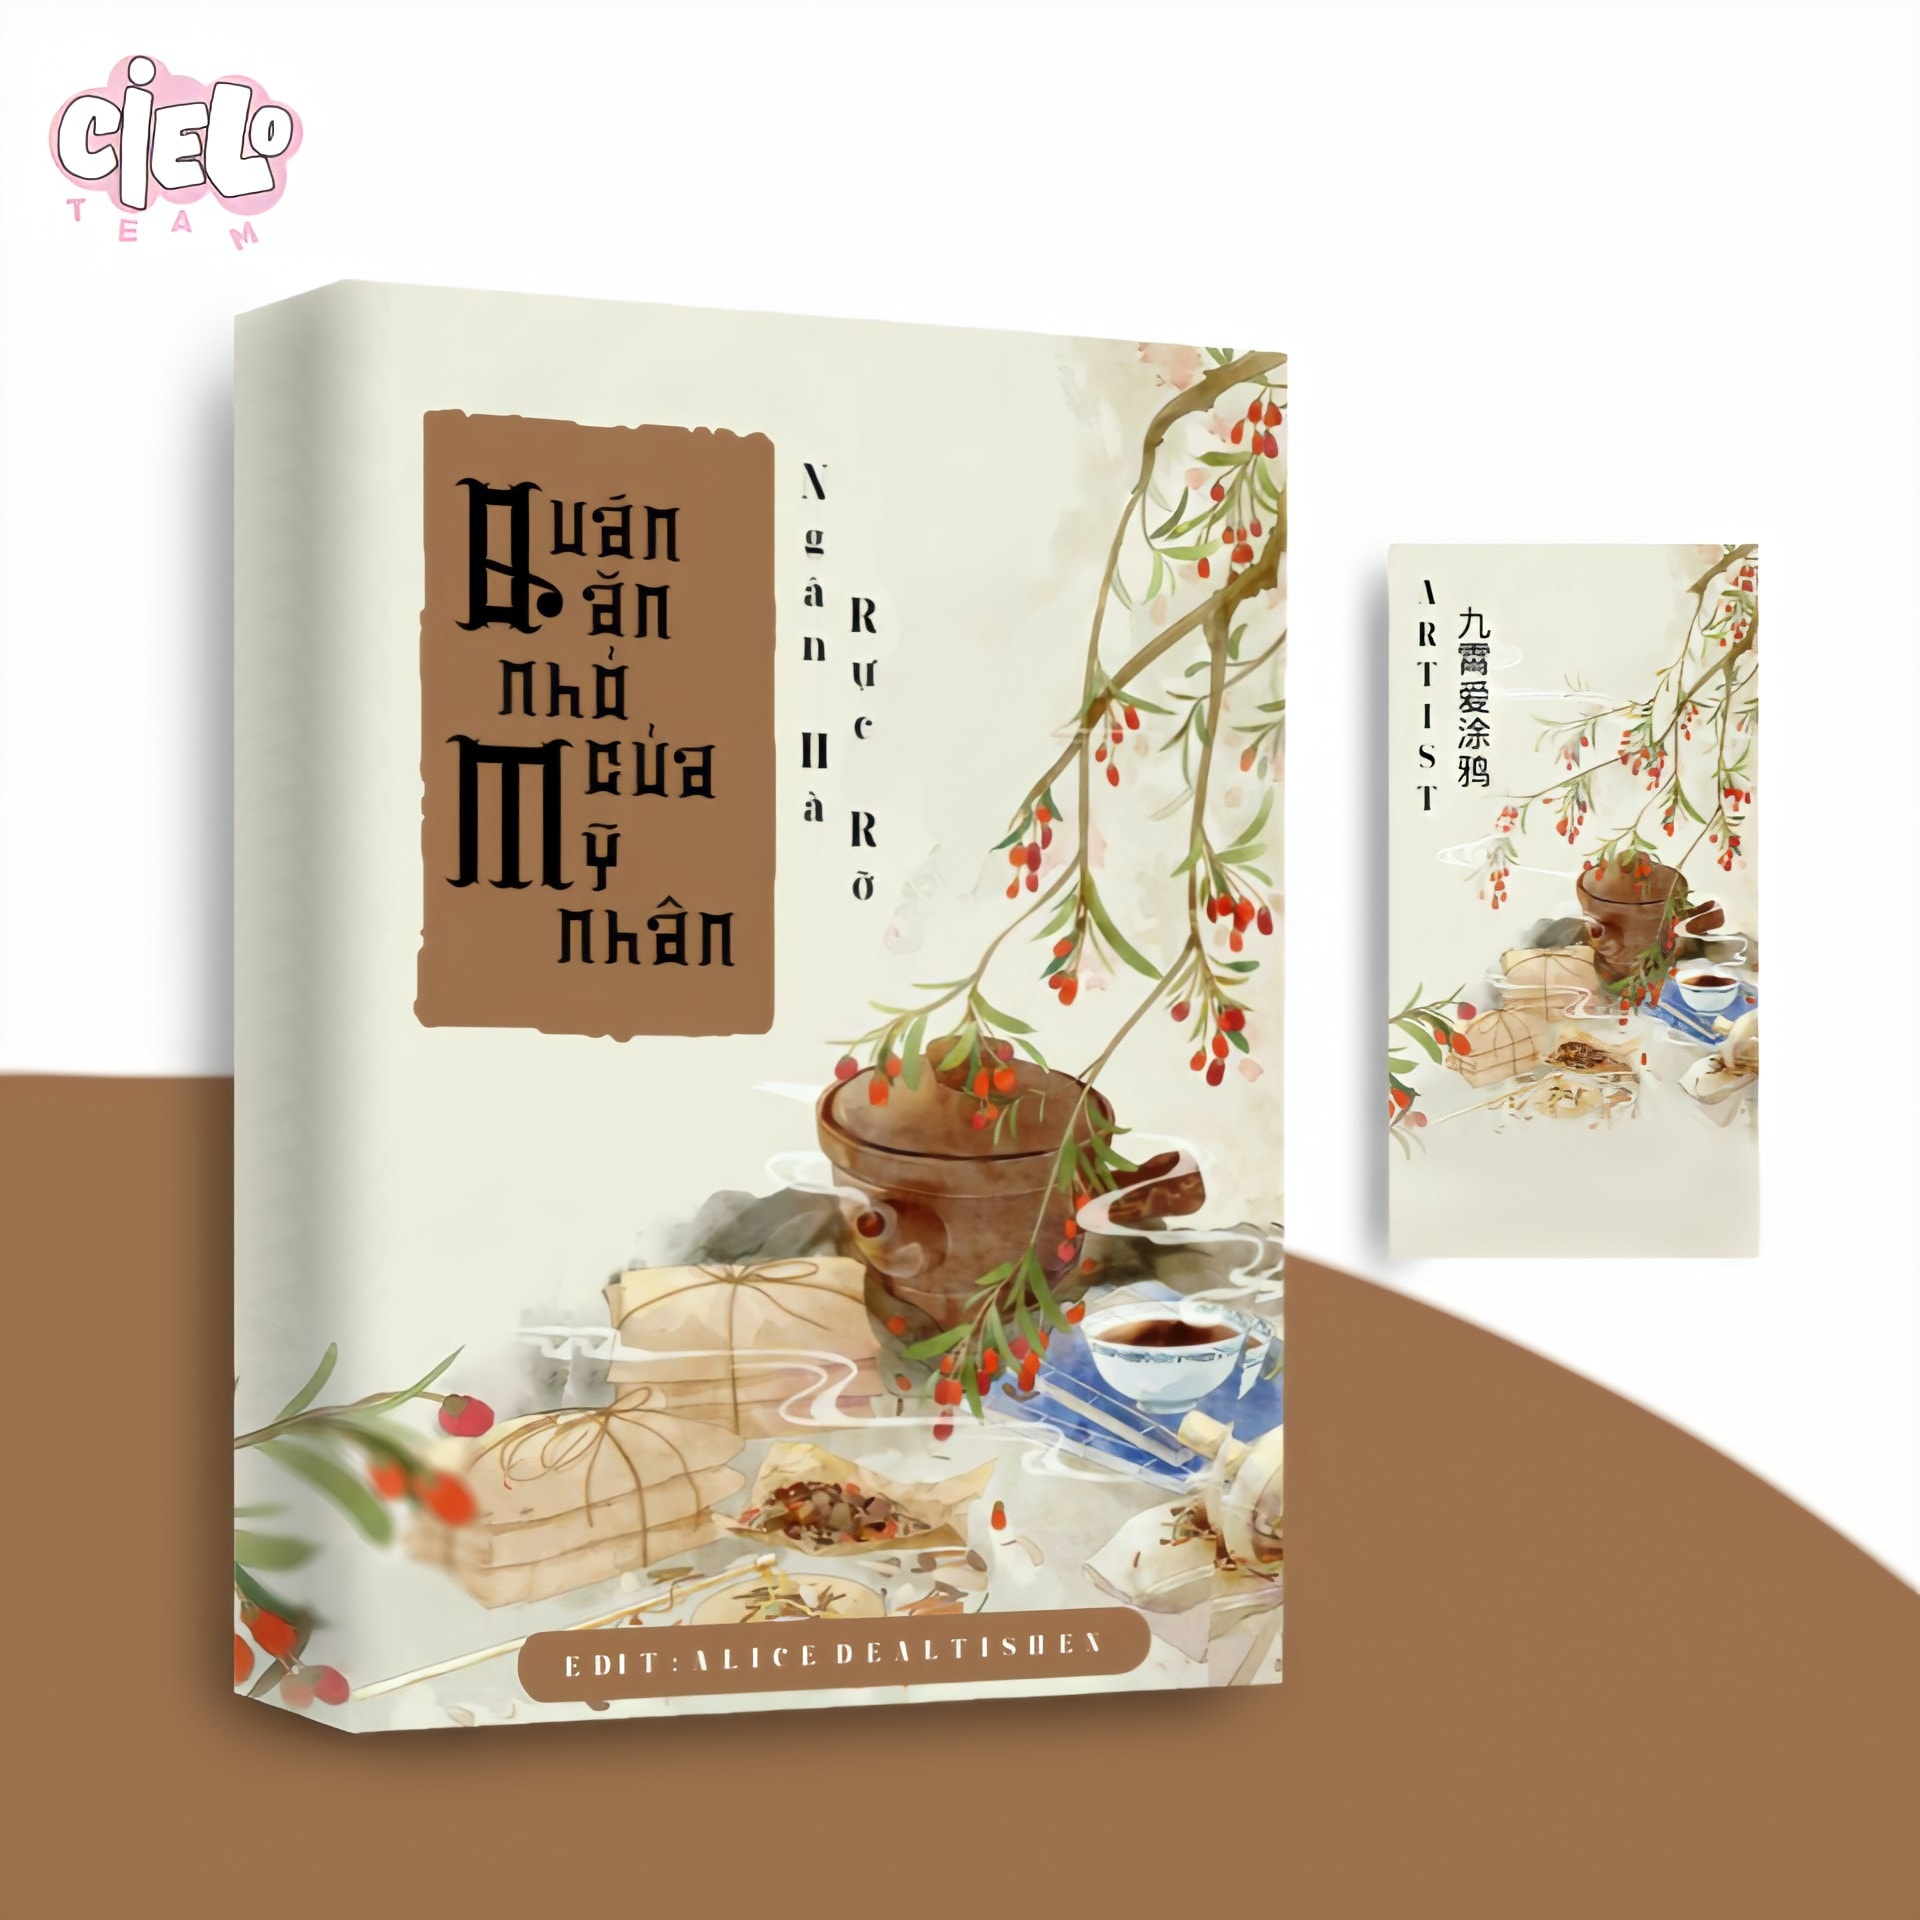 CIELO
TEAM
Quán
ăn
nhỏ
của
Mỹ
nhân
Ngân Hà
Rực Rỡ
EDIT: ALICE DEALTISHEN
ARTIST
九霄爱涂鸦